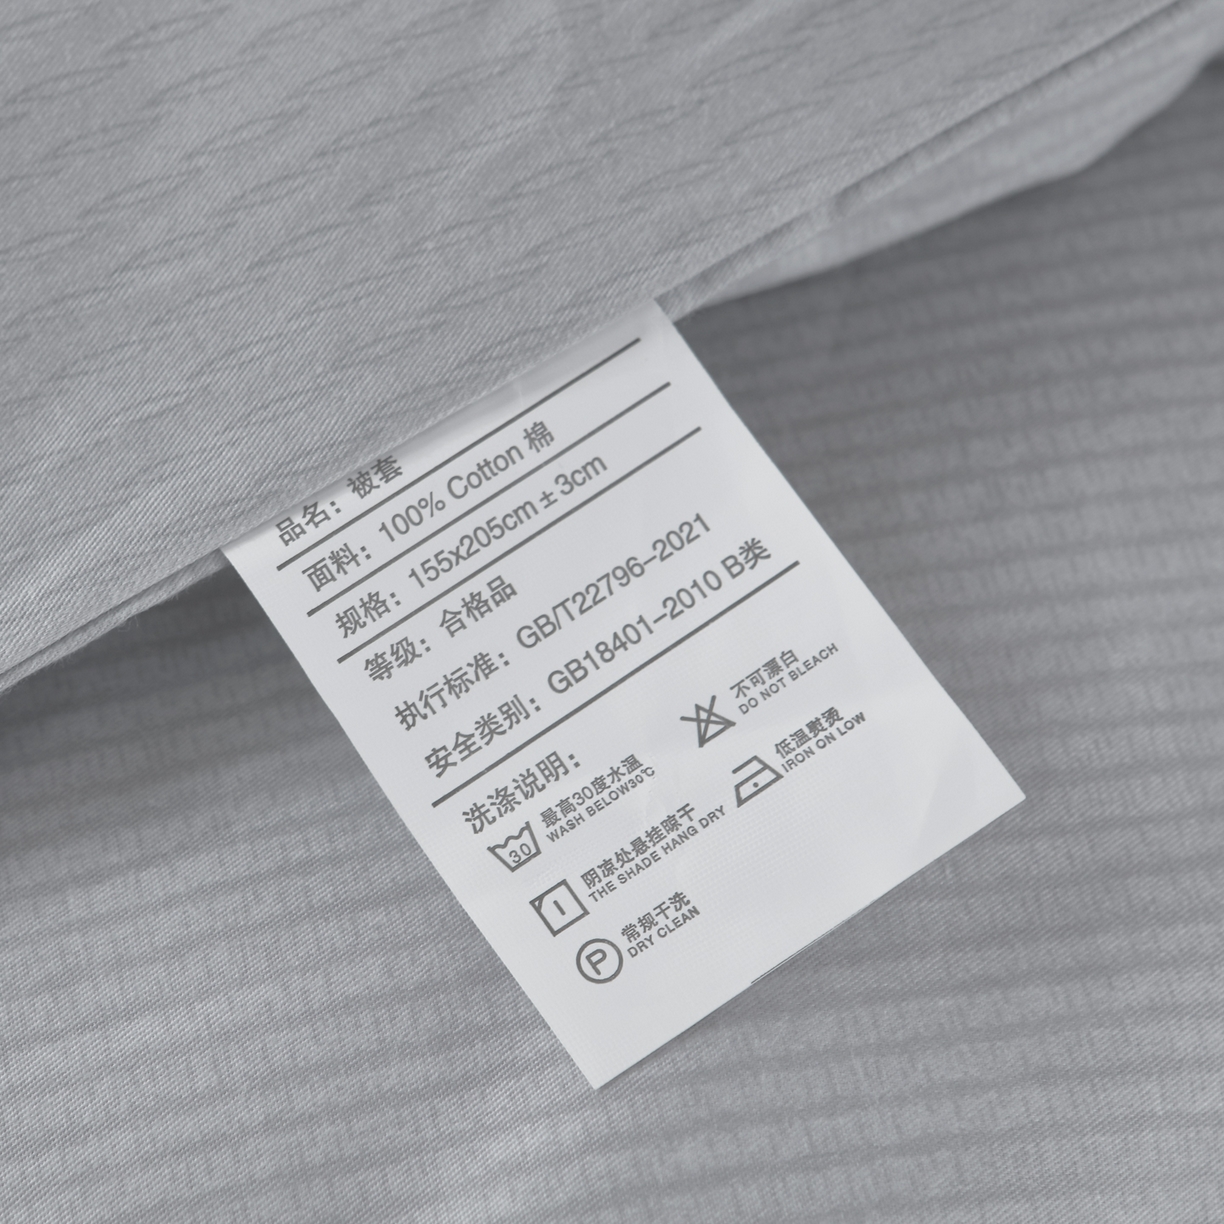 品名：被套
面料：100% Cotton 棉
规格：155x205cm±3cm
等级：合格品
执行标准：GB/T22796-2021
安全类别：GB18401-2010 B类
洗涤说明：
30
最高30度水温
WASH BELOW30℃
不可漂白
DO NOT BLEACH
阴凉处悬挂晾干
THE SHADE HANG DRY
低温熨烫
IRON ON LOW
P
常规干洗
DRY CLEAN